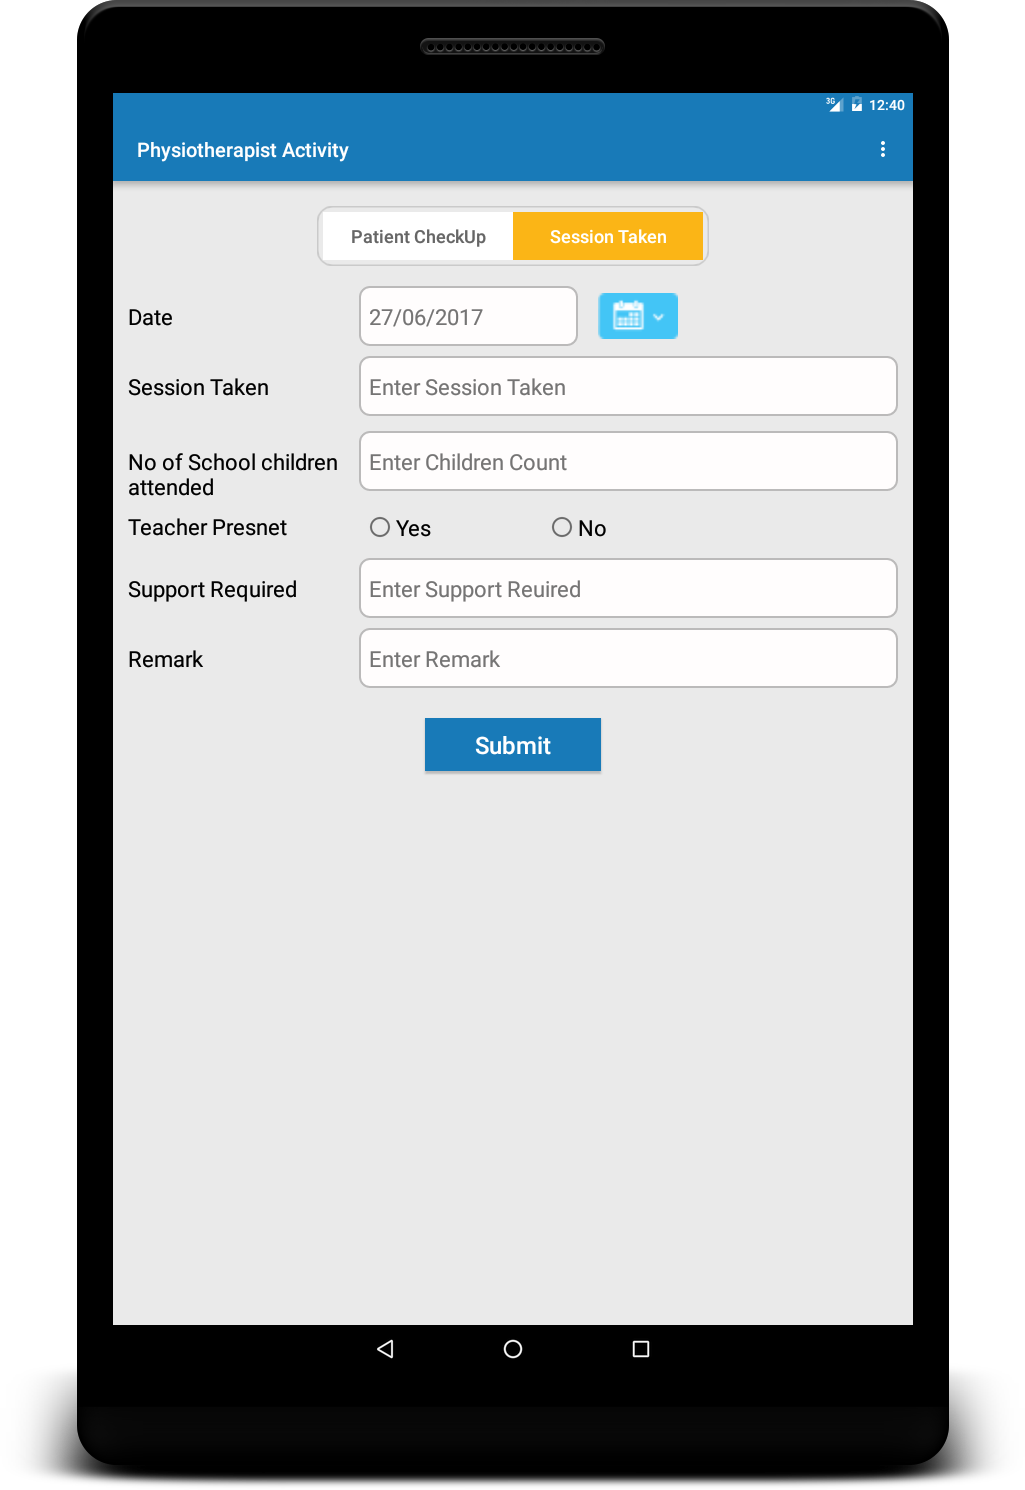 3G 12:40
Physiotherapist Activity
Patient CheckUp Session Taken
Date 27/06/2017
Session Taken Enter Session Taken
No of School children Enter Children Count
attended
Teacher Presnet Yes No
Support Required Enter Support Reuired
Remark Enter Remark
Submit